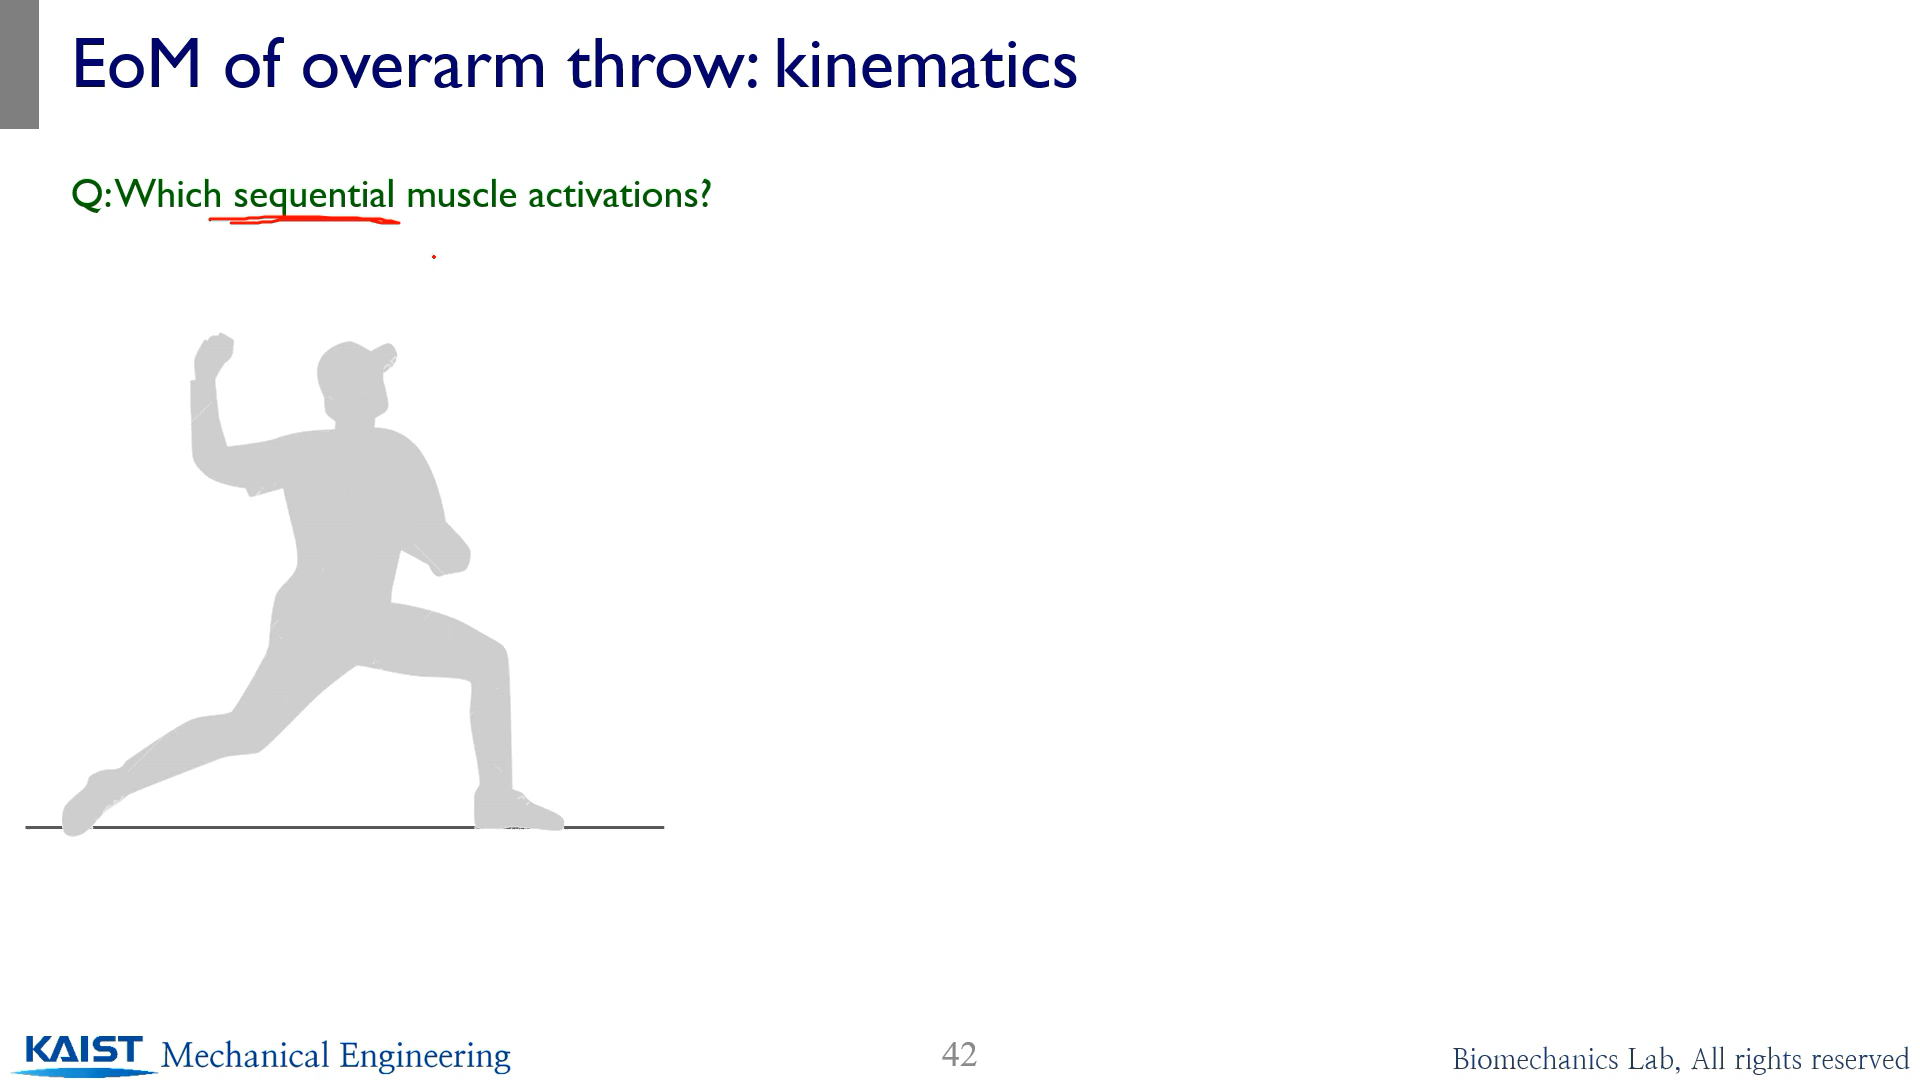 EoM of overarm throw: kinematics
Q: Which sequential muscle activations?
KAIST Mechanical Engineering
42
Biomechanics Lab, All rights reserved